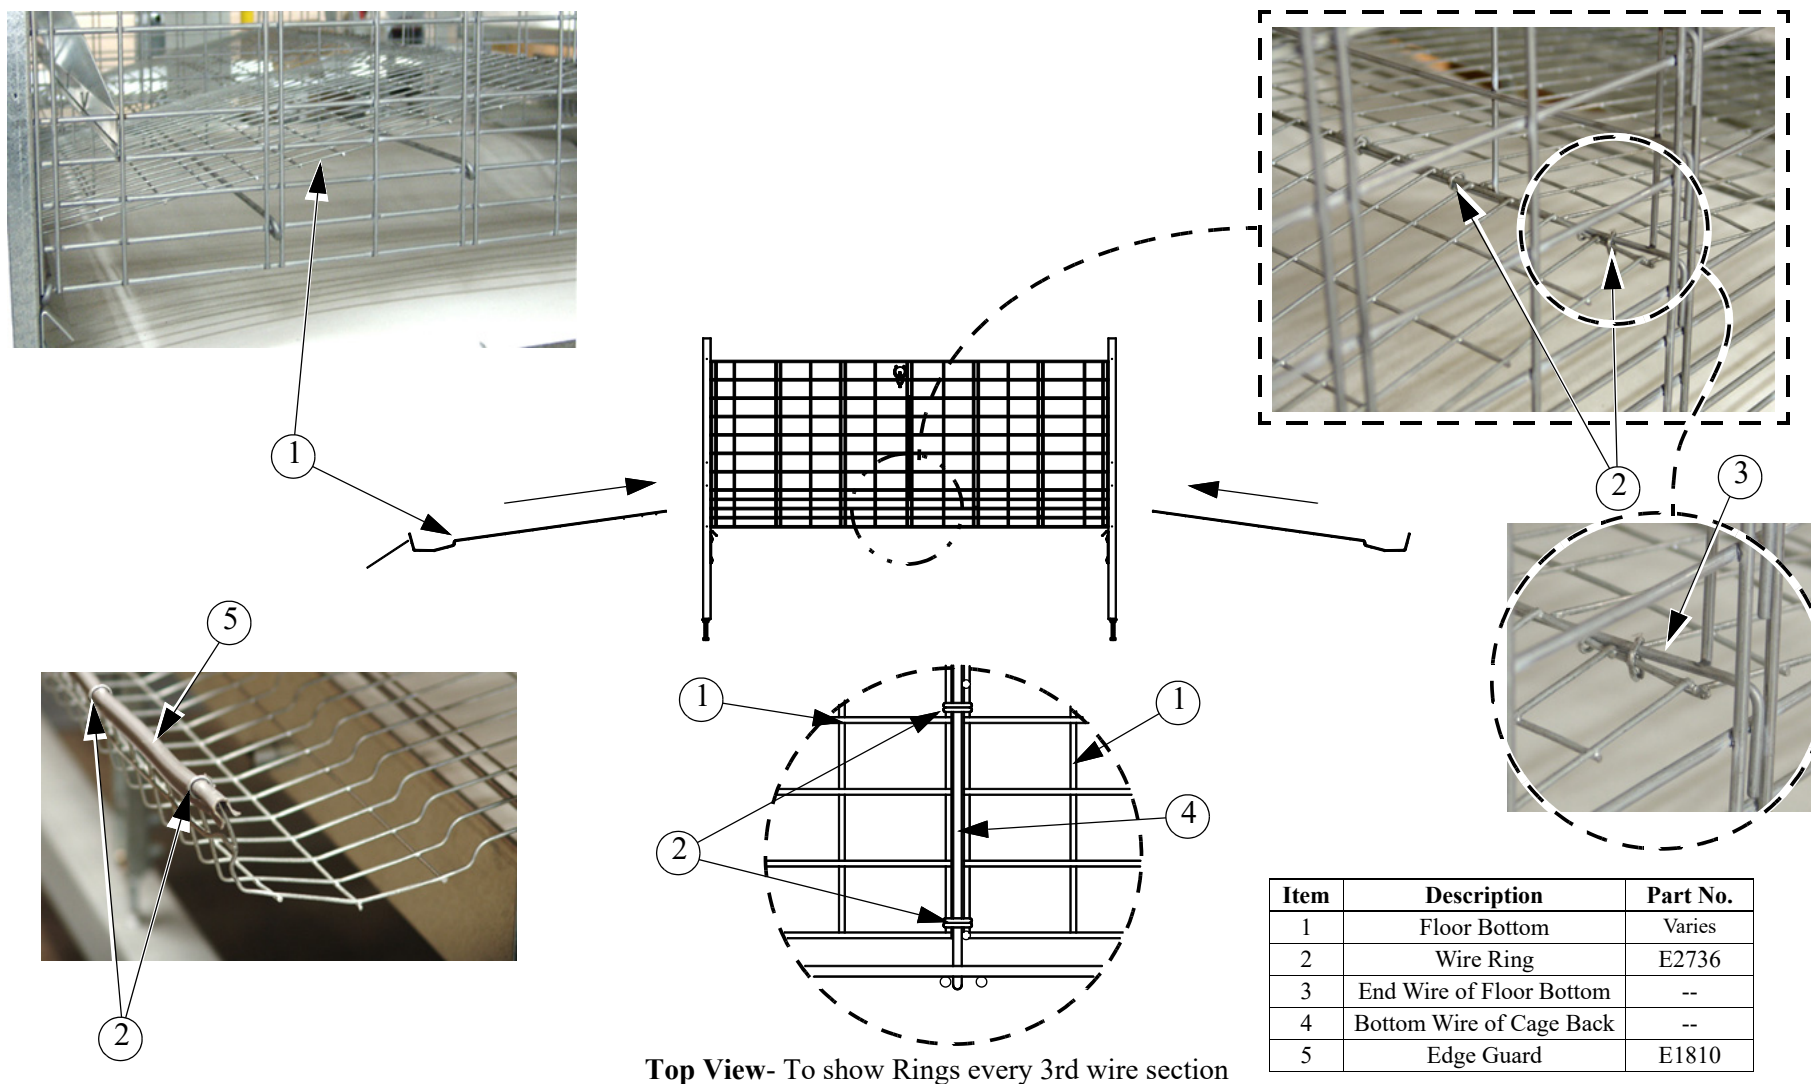 1
2
3
5
1
1
4
2
2
Item Description Part No.
1 Floor Bottom Varies
2 Wire Ring E2736
3 End Wire of Floor Bottom --
4 Bottom Wire of Cage Back --
5 Edge Guard E1810
Top View- To show Rings every 3rd wire section